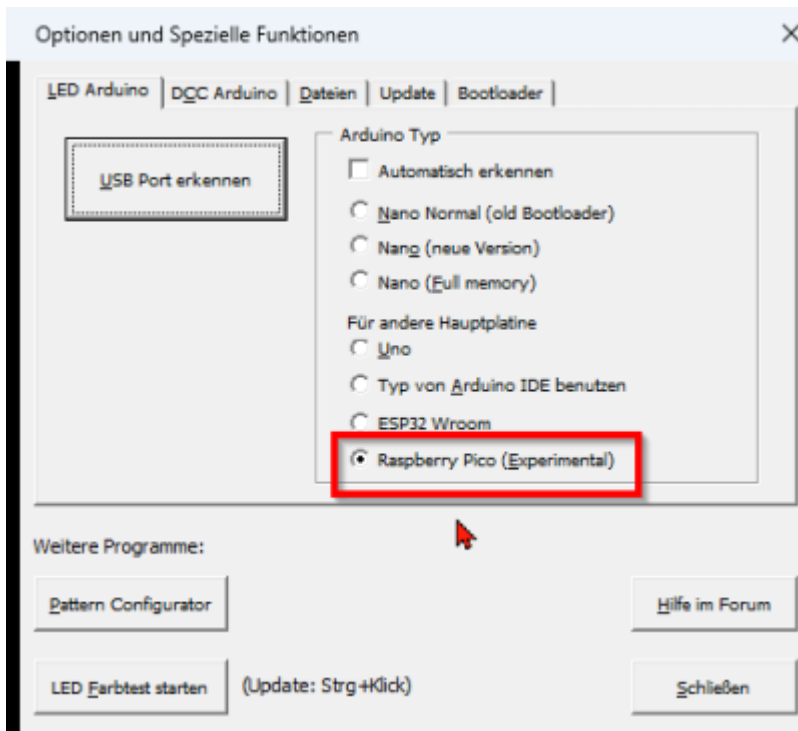 Optionen und Spezielle Funktionen
LED Arduino
DCC Arduino
Dateien
Update
Bootloader
USB Port erkennen
Arduino Typ
Automatisch erkennen
Nano Normal (old Bootloader)
Nano (neue Version)
Nano (Full memory)
Für andere Hauptplatine
Uno
Typ von Arduino IDE benutzen
ESP32 Wroom
Raspberry Pico (Experimental)
Weitere Programme:
Pattern Configurator
Hilfe im Forum
LED Farbtest starten
(Update: Strg+Klick)
Schließen